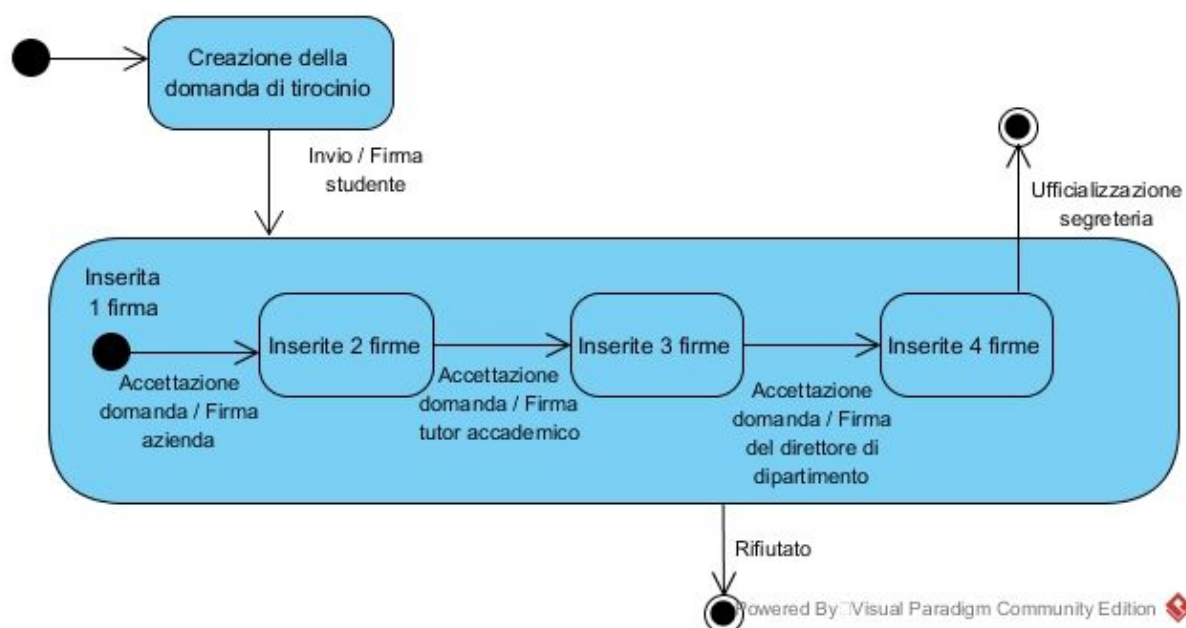 Creazione della
domanda di tirocinio
Invio / Firma
studente
Ufficializzazione
segreteria
Inserita
1 firma
Inserite 2 firme
Inserite 3 firme
Inserite 4 firme
Accettazione
domanda / Firma
azienda
Accettazione
domanda / Firma
tutor accademico
Accettazione
domanda / Firma
del direttore di
dipartimento
Rifiutato
Powered By Visual Paradigm Community Edition